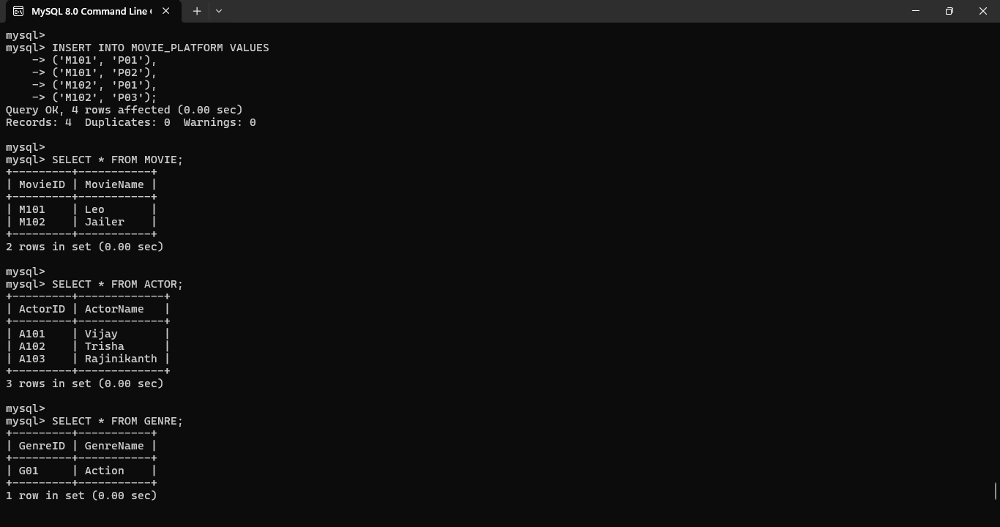 MySQL 8.0 Command Line
mysql>
mysql> INSERT INTO MOVIE_PLATFORM VALUES
    -> ('M101', 'P01'),
    -> ('M101', 'P02'),
    -> ('M102', 'P01'),
    -> ('M102', 'P03');
Query OK, 4 rows affected (0.00 sec)
Records: 4  Duplicates: 0  Warnings: 0
mysql>
mysql> SELECT * FROM MOVIE;
+---------+-----------+
| MovieID | MovieName |
+---------+-----------+
| M101    | Leo       |
| M102    | Jailer    |
+---------+-----------+
2 rows in set (0.00 sec)
mysql>
mysql> SELECT * FROM ACTOR;
+---------+-------------+
| ActorID | ActorName   |
+---------+-------------+
| A101    | Vijay       |
| A102    | Trisha      |
| A103    | Rajinikanth |
+---------+-------------+
3 rows in set (0.00 sec)
mysql>
mysql> SELECT * FROM GENRE;
+---------+-----------+
| GenreID | GenreName |
+---------+-----------+
| G01     | Action    |
+---------+-----------+
1 row in set (0.00 sec)